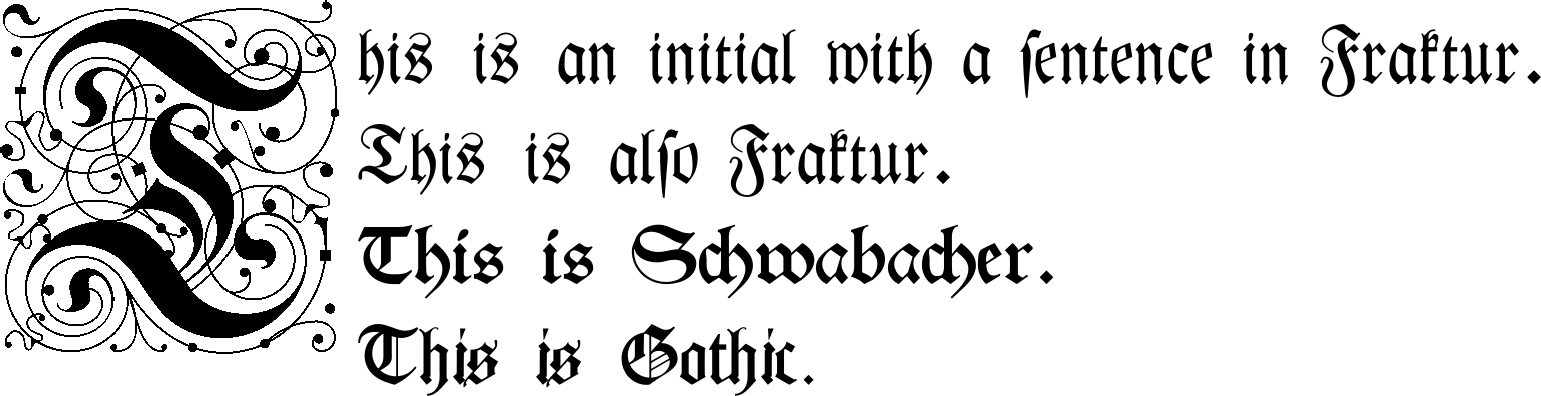 This is an initial with a ſentence in Fraktur.
This is alſo Fraktur.
This is Schwabacher.
This is Gothic.